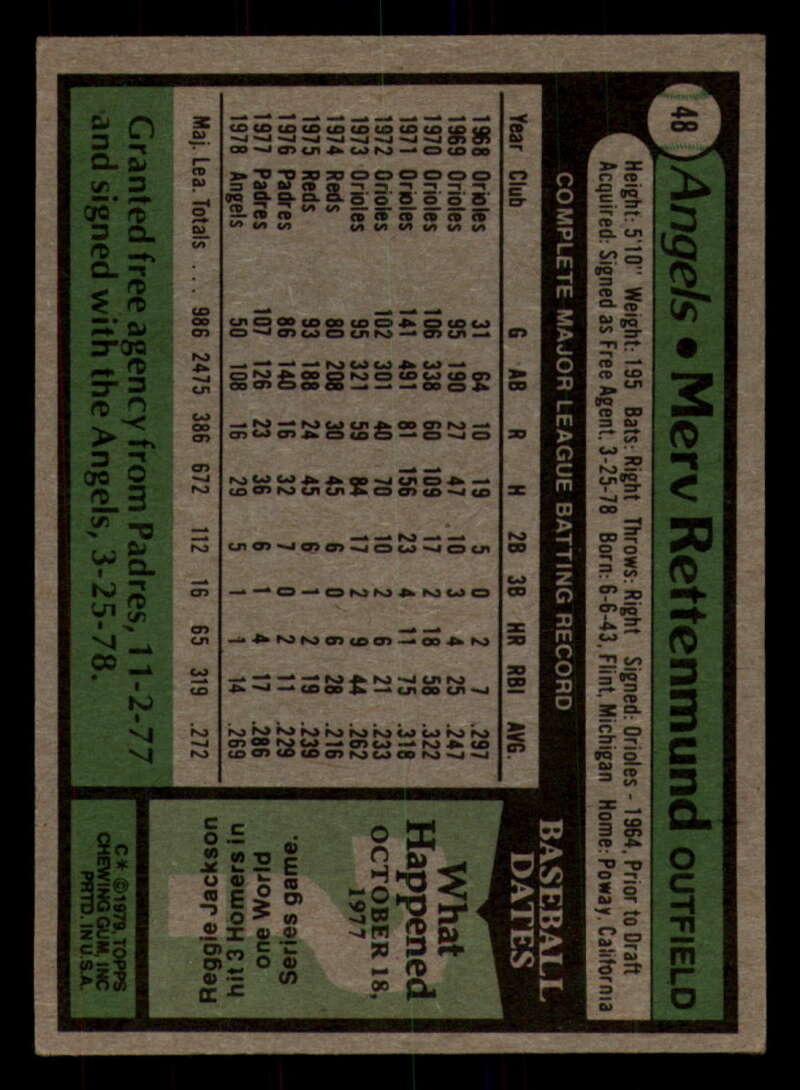 48
Angels • Merv Rettenmund OUTFIELD
Height: 5'10" Weight: 195 Bats: Right Throws: Right Signed: Orioles - 1964, Prior to Draft
Acquired: Signed as Free Agent, 3-25-78 Born: 6-6-43, Flint, Michigan Home: Poway, California
COMPLETE MAJOR LEAGUE BATTING RECORD
Year Club G AB R H 2B 3B HR RBI AVG.
1968 Orioles 31 64 10 19 5 0 2 7 .297
1969 Orioles 95 190 27 47 10 3 4 25 .247
1970 Orioles 106 338 60 109 17 2 18 58 .322
1971 Orioles 141 491 81 156 23 4 11 75 .318
1972 Orioles 102 301 40 70 10 2 6 21 .233
1973 Orioles 95 321 59 84 17 2 9 44 .262
1974 Reds 80 208 30 45 6 0 6 28 .216
1975 Reds 93 188 24 45 6 1 2 19 .239
1976 Padres 86 140 16 32 7 0 2 11 .229
1977 Padres 107 126 23 36 6 1 4 17 .286
1978 Angels 50 108 16 29 5 1 1 14 .269
Maj. Lea. Totals . . . 986 2475 386 672 112 16 65 319 .272
Granted free agency from Padres, 11-2-77
and signed with the Angels, 3-25-78.
BASEBALL
DATES
What
Happened
OCTOBER 18,
1977
Reggie Jackson
hit 3 Homers in
one World
Series game.
C* ©1979, TOPPS
CHEWING GUM, INC
PRTD. IN U.S.A.